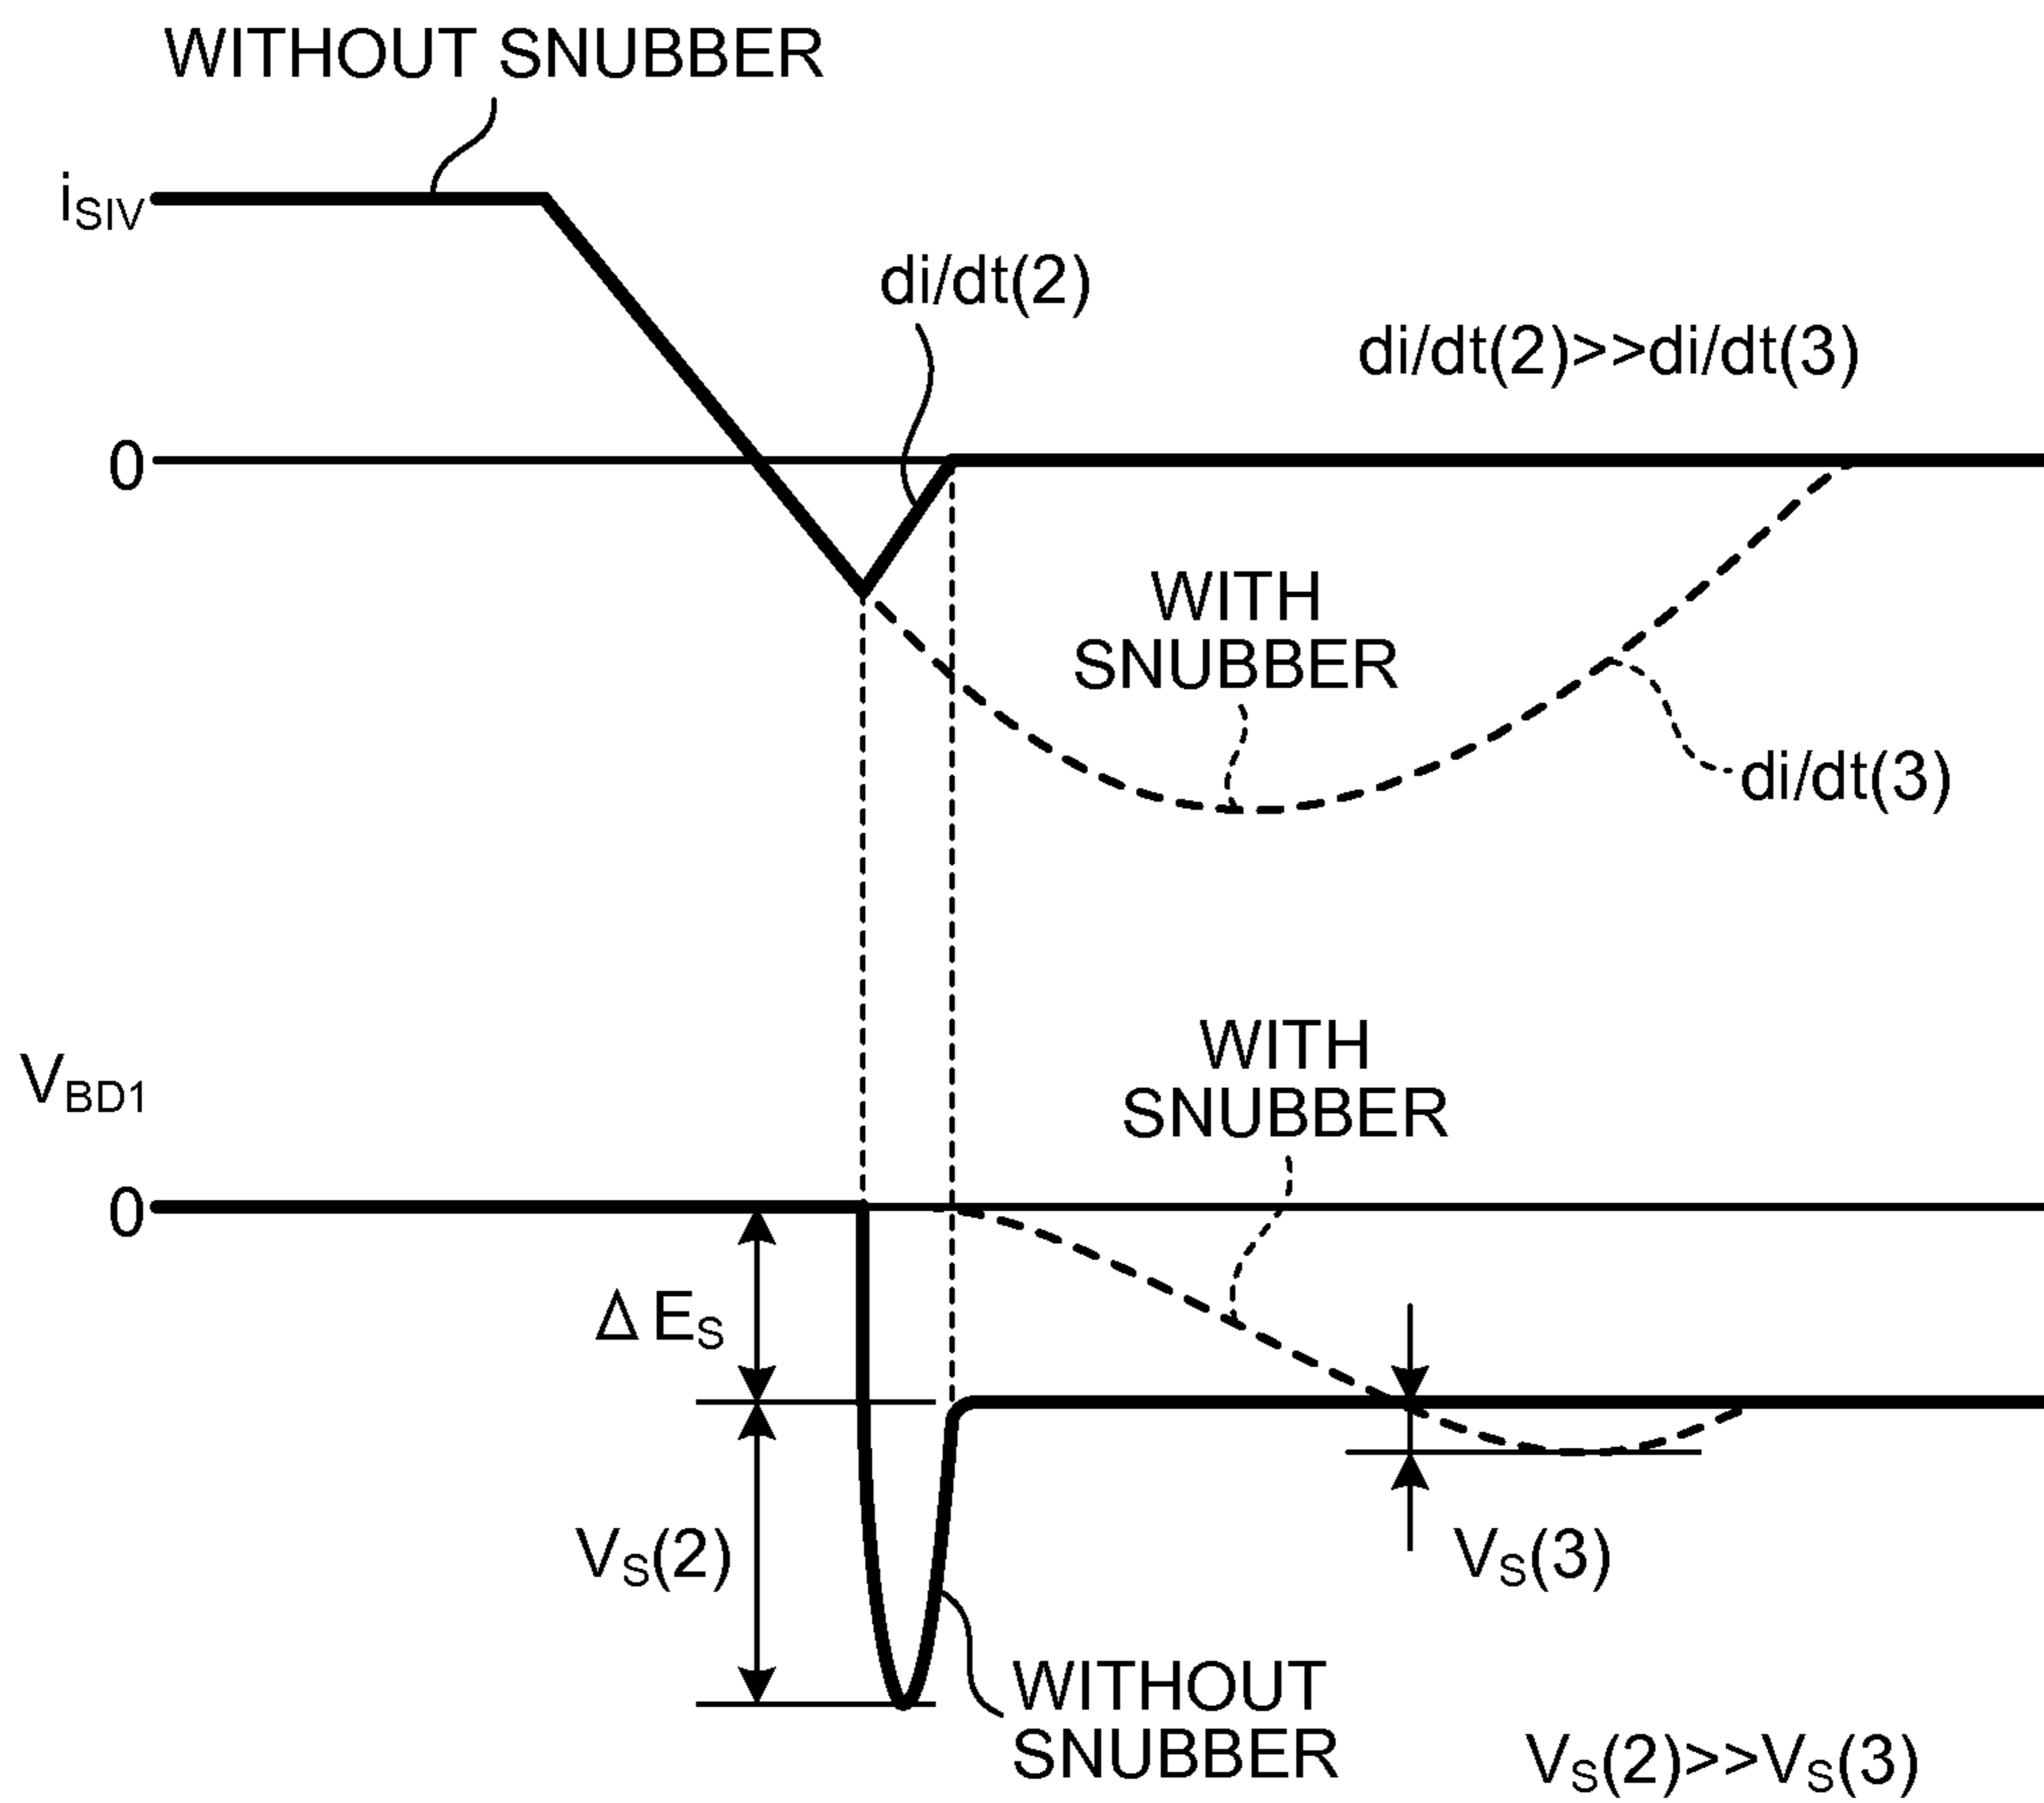 WITHOUT SNUBBER
iSIV
di/dt(2)
di/dt(2)>>di/dt(3)
0
WITH
SNUBBER
di/dt(3)
WITH
SNUBBER
VBD1
0
Δ ES
VS(2)
VS(3)
WITHOUT
SNUBBER
VS(2)>>VS(3)